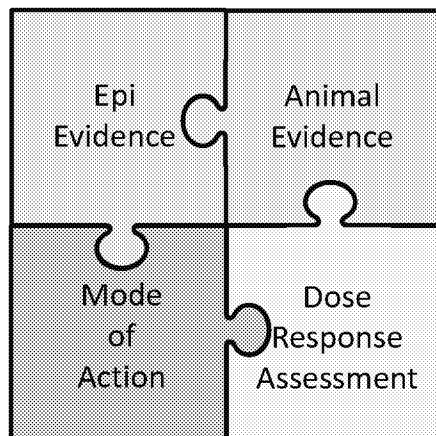 Epi
Evidence
Animal
Evidence
Mode
of
Action
Dose
Response
Assessment